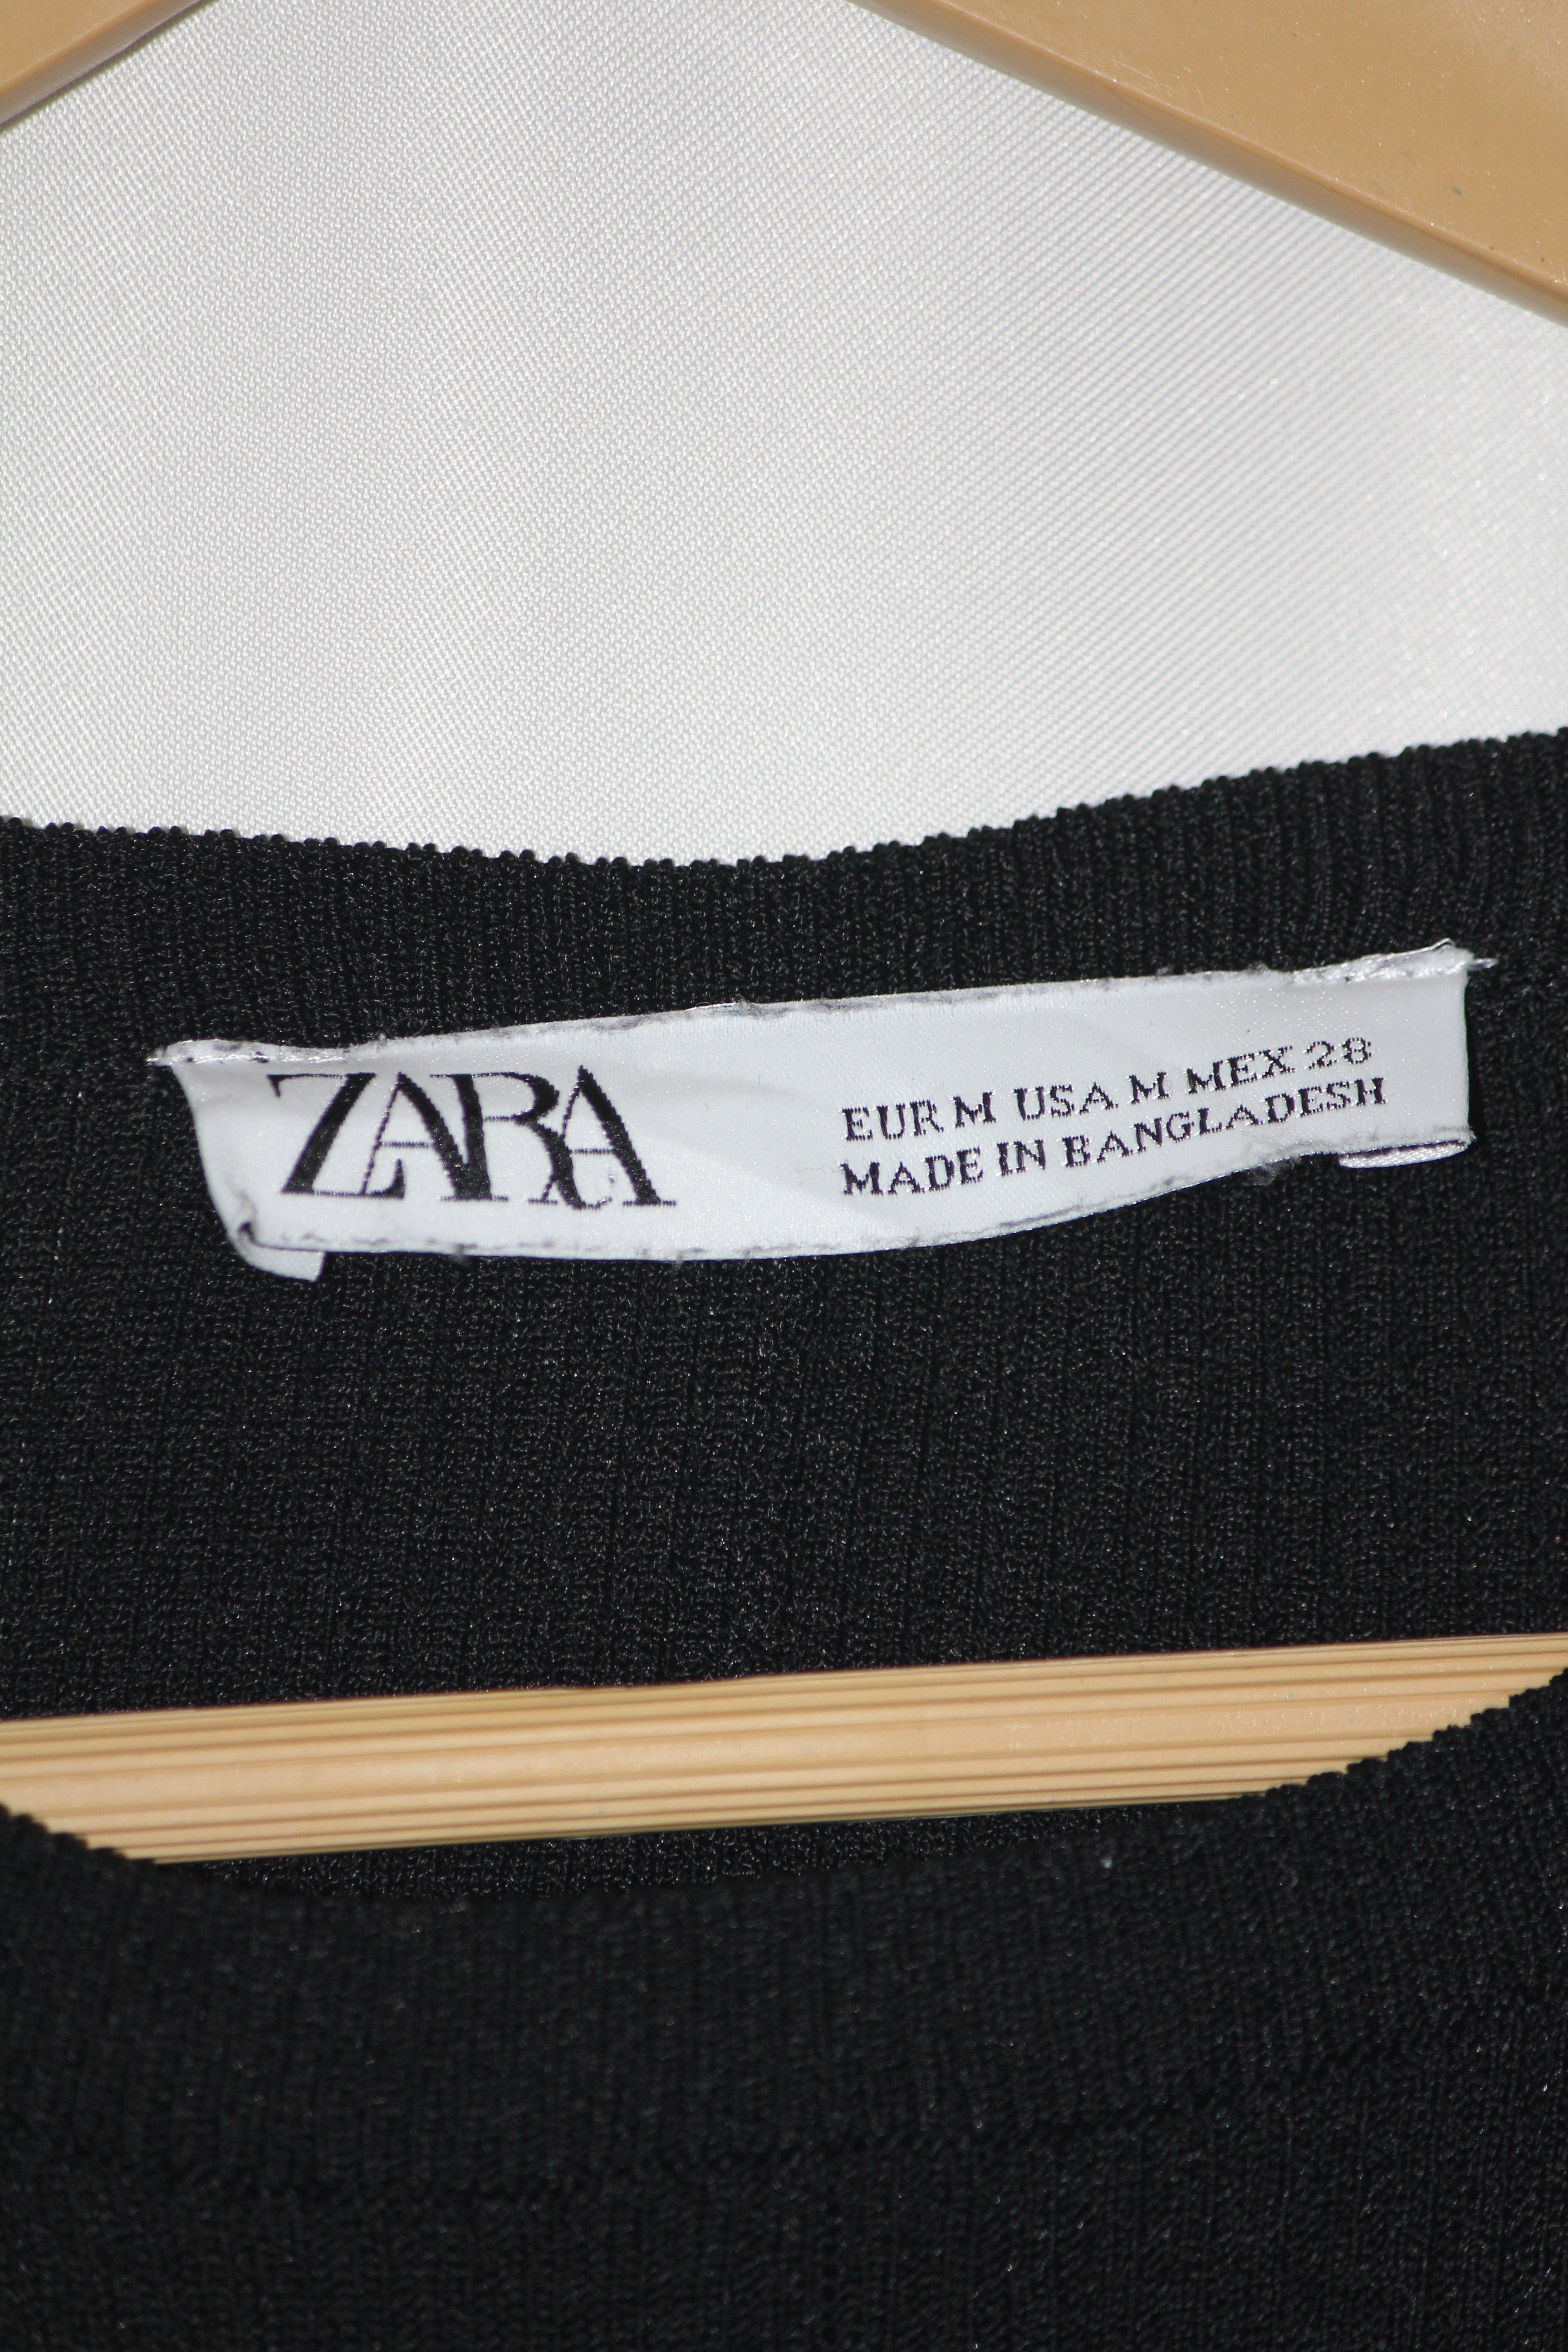 ZARA
EUR M USA M MEX 28
MADE IN BANGLADESH